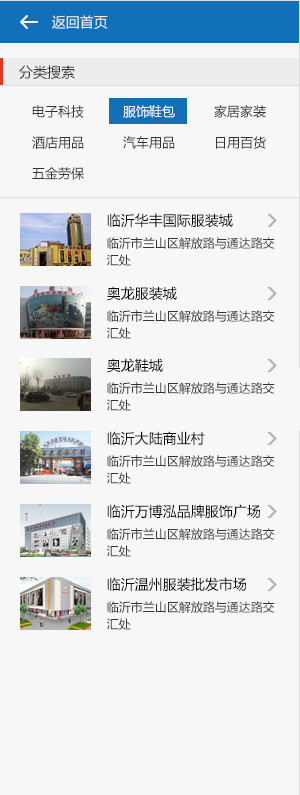 返回首页
分类搜索
电子科技 服饰鞋包 家居家装
酒店用品 汽车用品 日用百货
五金劳保
临沂华丰国际服装城
临沂市兰山区解放路与通达路交
汇处
奥龙服装城
临沂市兰山区解放路与通达路交
汇处
奥龙鞋城
临沂市兰山区解放路与通达路交
汇处
临沂大陆商业村
临沂市兰山区解放路与通达路交
汇处
临沂万博泓品牌服饰广场
临沂市兰山区解放路与通达路交
汇处
临沂温州服装批发市场
临沂市兰山区解放路与通达路交
汇处